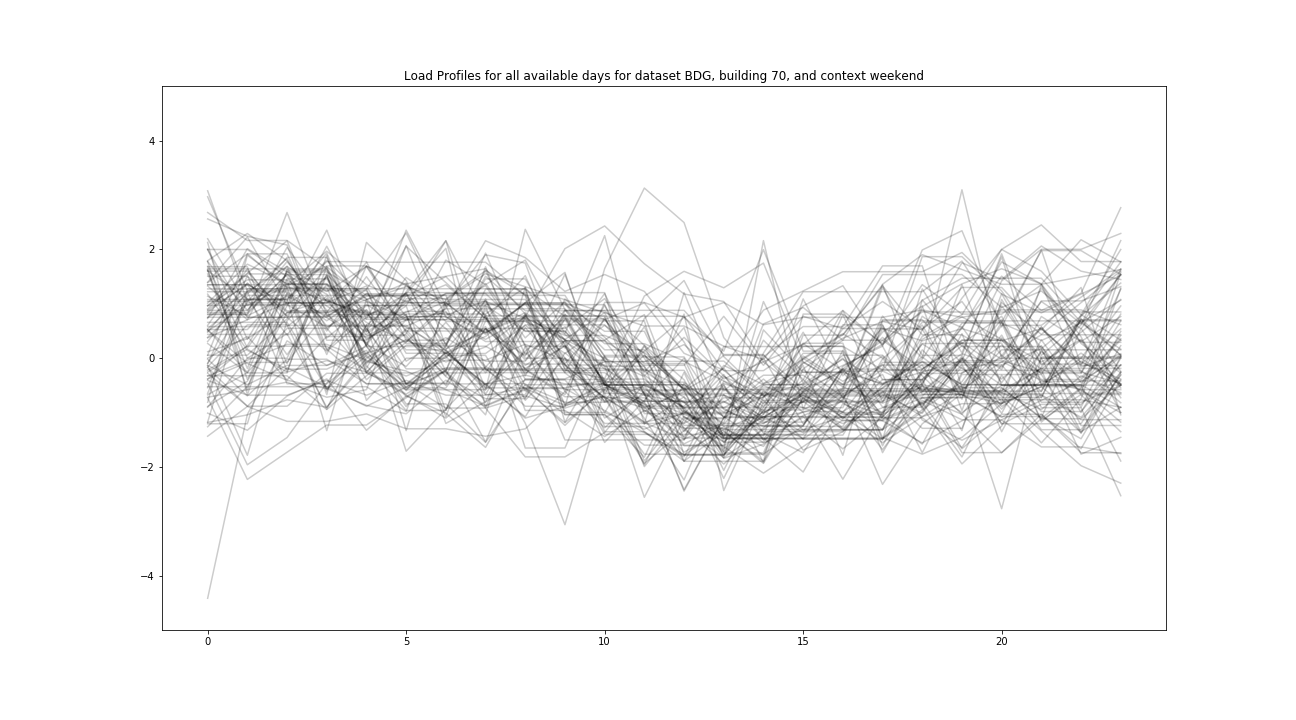 Load Profiles for all available days for dataset BDG, building 70, and context weekend
4
2
0
−2
−4
0 5 10 15 20